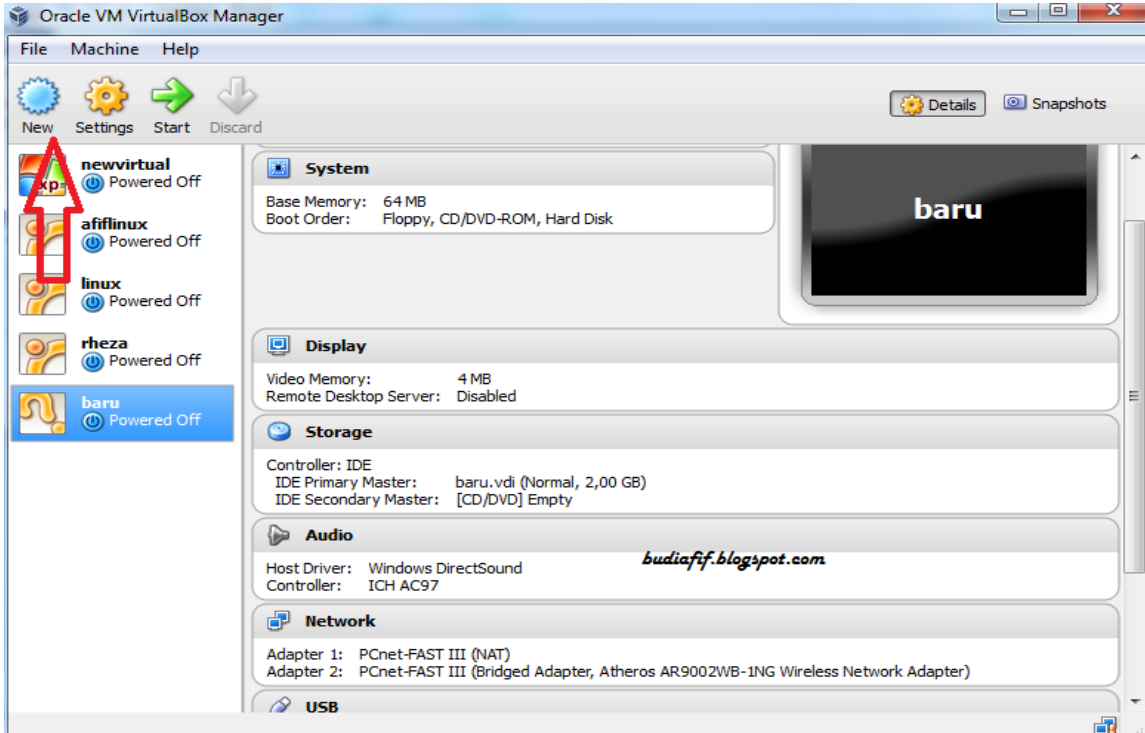 Oracle VM VirtualBox Manager
File Machine Help
New Settings Start Discard
Details Snapshots
newvirtual
Powered Off
xp
afiflinux
Powered Off
linux
Powered Off
rheza
Powered Off
baru
Powered Off
System
Base Memory: 64 MB
Boot Order: Floppy, CD/DVD-ROM, Hard Disk
baru
Display
Video Memory: 4 MB
Remote Desktop Server: Disabled
Storage
Controller: IDE
IDE Primary Master: baru.vdi (Normal, 2,00 GB)
IDE Secondary Master: [CD/DVD] Empty
Audio
budiafif.blogspot.com
Host Driver: Windows DirectSound
Controller: ICH AC97
Network
Adapter 1: PCnet-FAST III (NAT)
Adapter 2: PCnet-FAST III (Bridged Adapter, Atheros AR9002WB-1NG Wireless Network Adapter)
USB